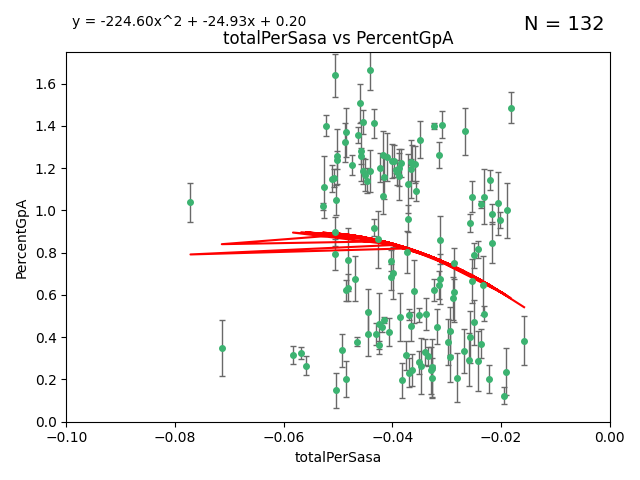 y = -224.60x^2 + -24.93x + 0.20
N = 132
totalPerSasa vs PercentGpA
PercentGpA
1.6
1.4
1.2
1.0
0.8
0.6
0.4
0.2
0.0
−0.10 −0.08 −0.06 −0.04 −0.02 0.00
totalPerSasa